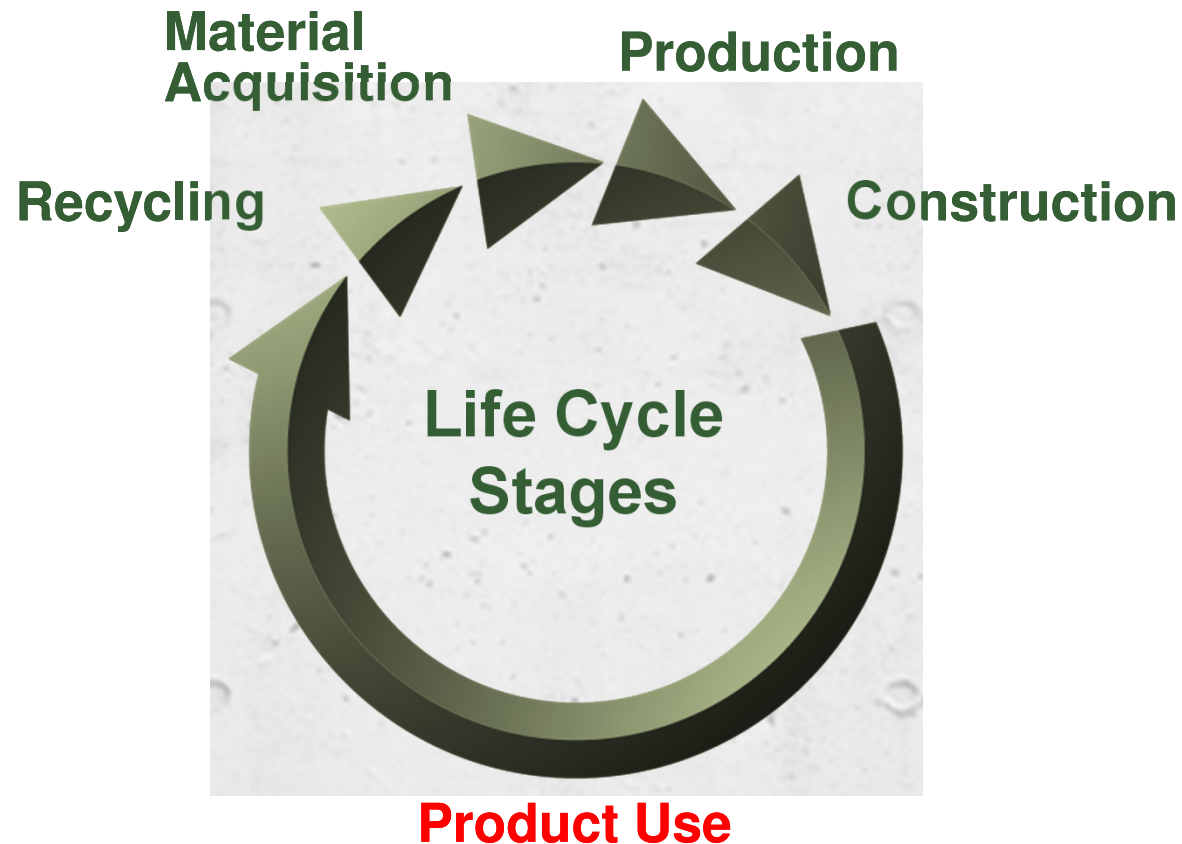 Material
Acquisition
Production
Recycling
Construction
Life Cycle
Stages
Product Use